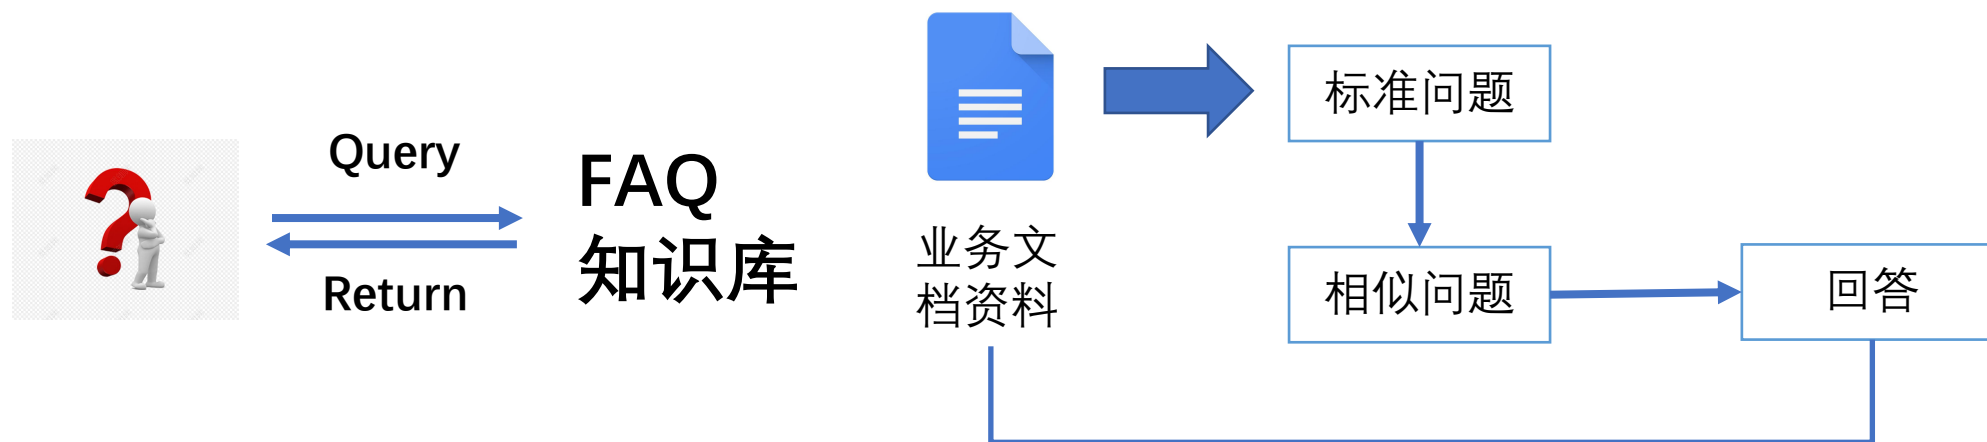 Query
Return
FAQ
知识库
业务文
档资料
标准问题
相似问题
回答